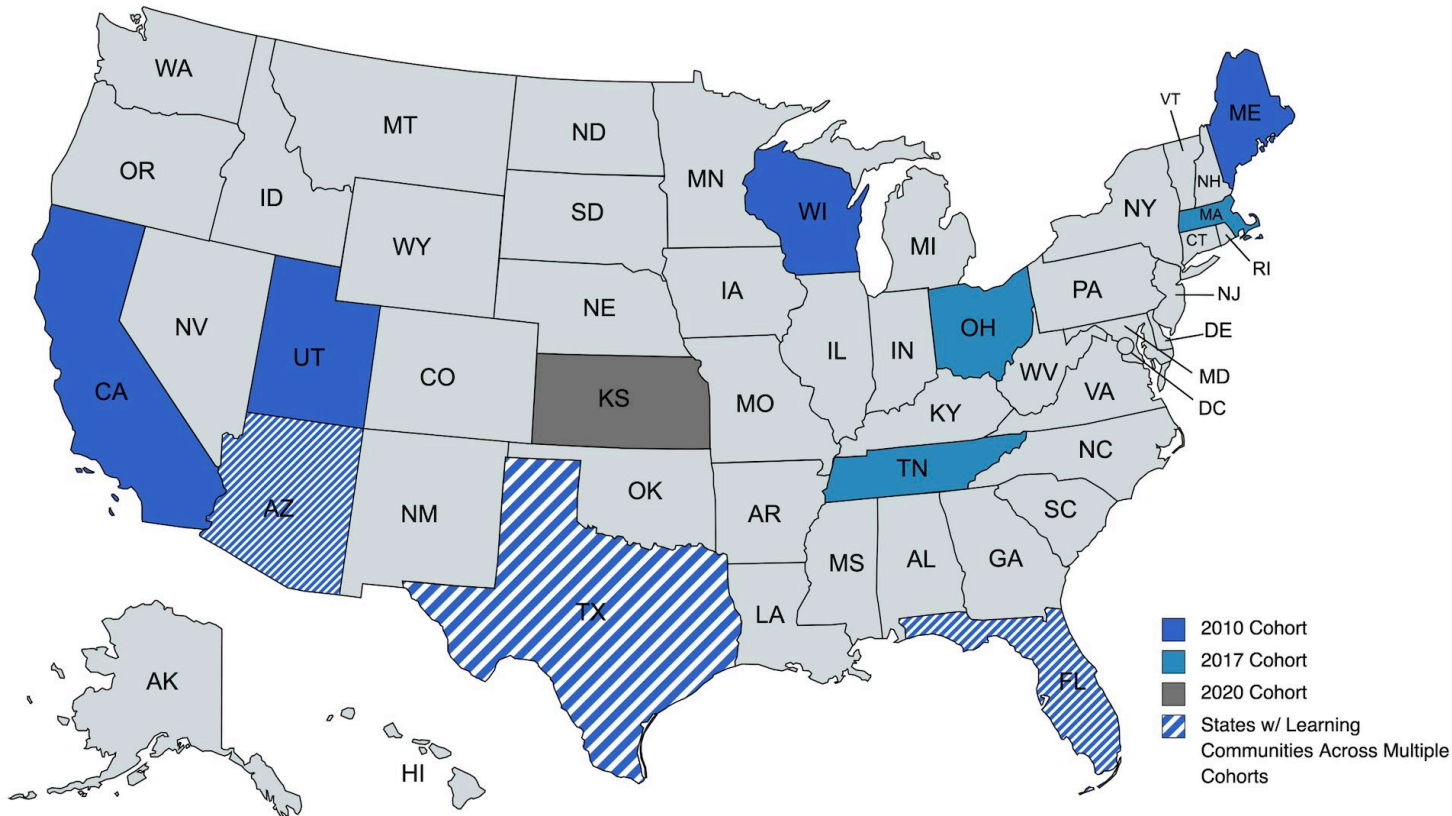 WA
MT
ND
MN
OR
ID
SD
WI
WY
MI
NY
VT
NH
ME
MA
CT
RI
NV
UT
CA
CO
NE
IA
IL
IN
OH
PA
NJ
DE
MD
DC
WV
VA
KS
MO
KY
NC
TN
AZ
NM
OK
AR
SC
MS
AL
GA
TX
LA
FL
AK
HI
2010 Cohort
2017 Cohort
2020 Cohort
States w/ Learning
Communities Across Multiple
Cohorts